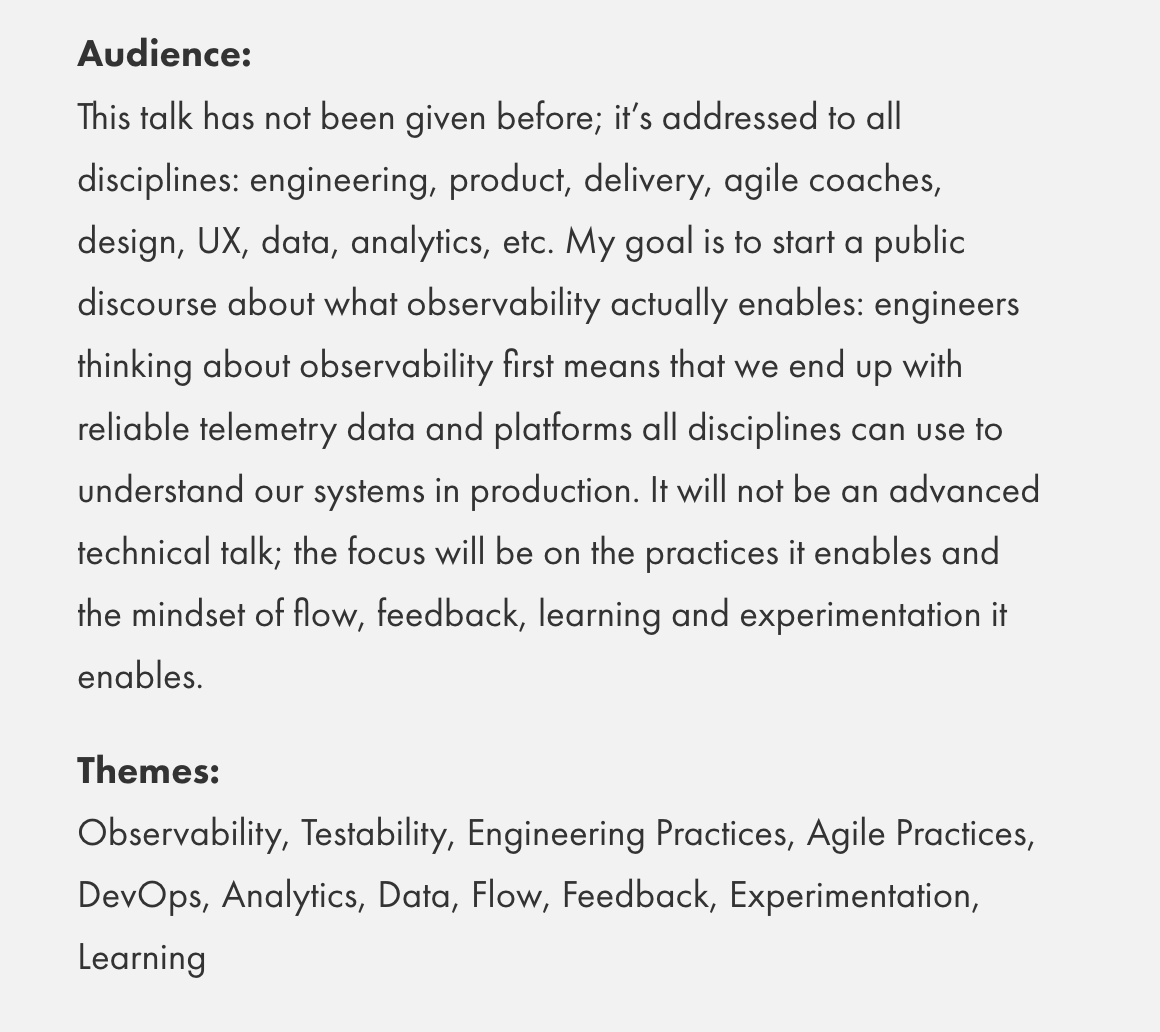 Audience:
This talk has not been given before; it’s addressed to all
disciplines: engineering, product, delivery, agile coaches,
design, UX, data, analytics, etc. My goal is to start a public
discourse about what observability actually enables: engineers
thinking about observability first means that we end up with
reliable telemetry data and platforms all disciplines can use to
understand our systems in production. It will not be an advanced
technical talk; the focus will be on the practices it enables and
the mindset of flow, feedback, learning and experimentation it
enables.
Themes:
Observability, Testability, Engineering Practices, Agile Practices,
DevOps, Analytics, Data, Flow, Feedback, Experimentation,
Learning